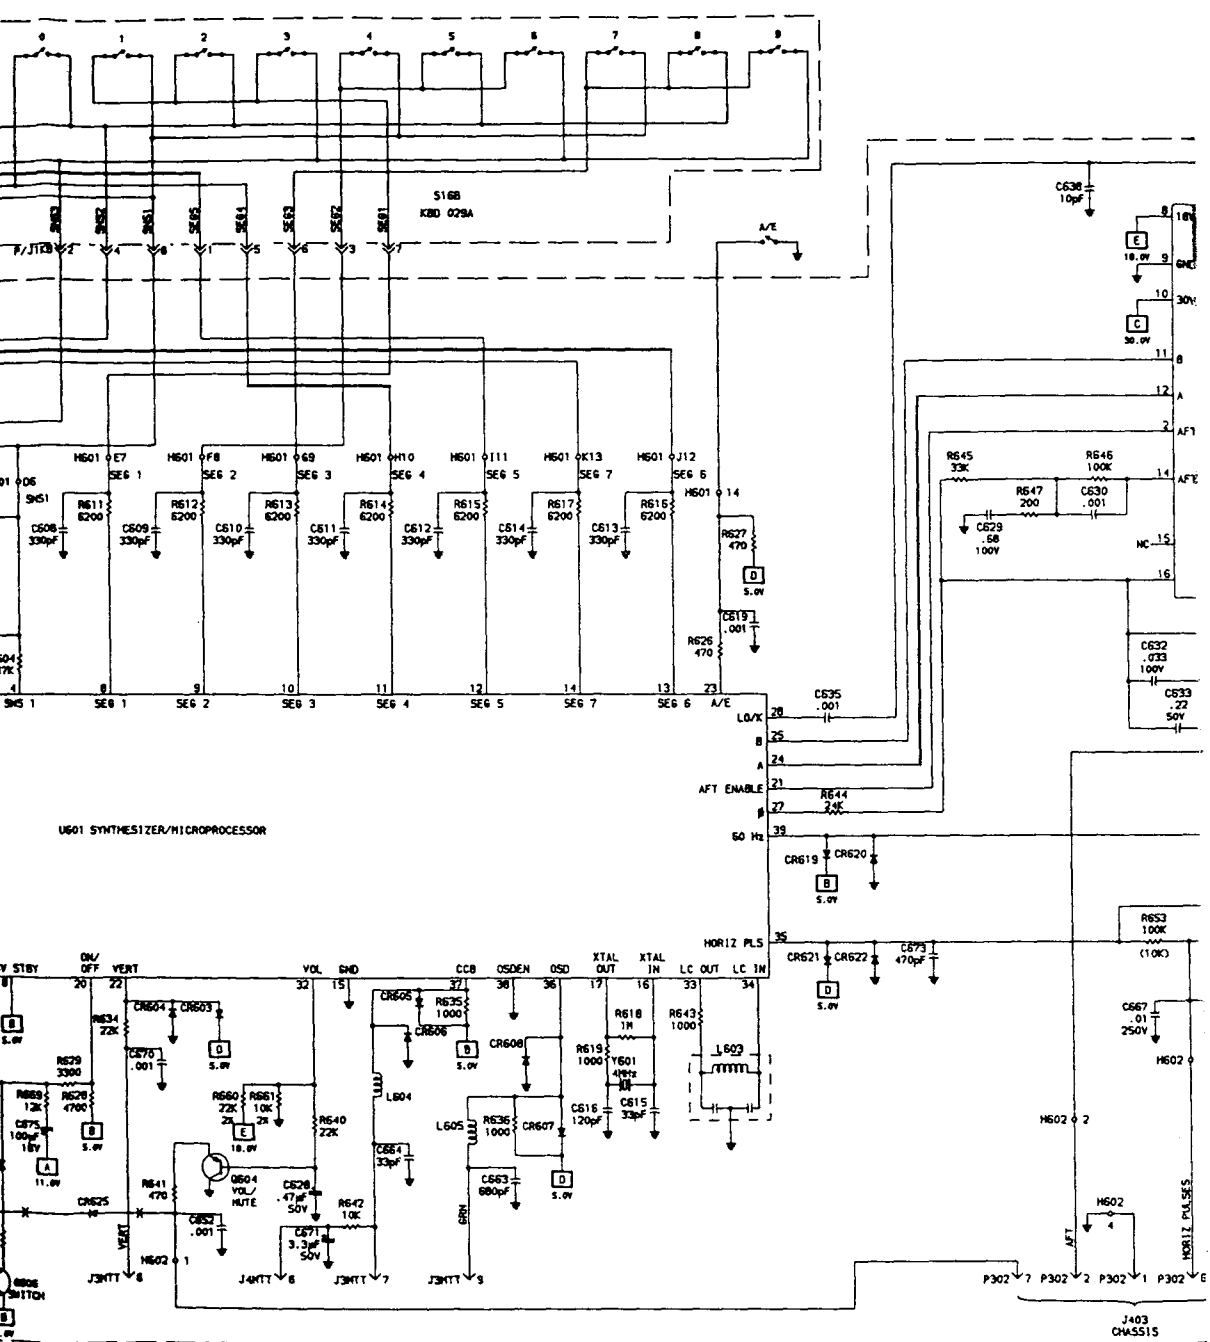 0 1 2 3 4 5 6 7 8 9
S16B
KBD 029A
SNS3 SNS2 SNS1 SEG5 SEG4 SEG3 SEG2 SEG1
P/J1KB 2 4 8 1 5 6 3 7
A/E
C638
10pF
8
E
18.0V
9 GND
10 30V
C
30.0V
11 B
12 A
2 AFT
14 AFT
NC 15
16
R645
33K
R646
100K
R647
200
C630
.001
C629
.68
100V
H601 E7
SEG 1
H601 F8
SEG 2
H601 G9
SEG 3
H601 H10
SEG 4
H601 I11
SEG 5
H601 K13
SEG 7
H601 J12
SEG 6
H601 14
D6
SNS1
R611
6200
R612
6200
R613
6200
R614
6200
R615
6200
R617
6200
R616
6200
C608
330pF
C609
330pF
C610
330pF
C611
330pF
C612
330pF
C614
330pF
C613
330pF
R627
470
D
5.0V
C619
.001
R626
470
C632
.033
100V
C633
.22
50V
4 8 9 10 11 12 14 13 23
SNS 1 SEG 1 SEG 2 SEG 3 SEG 4 SEG 5 SEG 7 SEG 6 A/E
C635
.001
LO/K 28
B 25
A 24
AFT ENABLE 21
R644
24K
27
60 Hz 39
U601 SYNTHESIZER/MICROPROCESSOR
CR619 CR620
B
5.0V
HORIZ PLS 35
CR621 CR622
C673
470pF
D
5.0V
R653
100K
(10K)
C667
.01
250V
H602
5V STBY ON/OFF VERT VOL GND CCB OSDEN OSD XTAL OUT XTAL IN LC OUT LC IN
20 22 32 15 37 38 36 17 16 33 34
B
5.0V
R634
22K
CR604 CR603
D
5.0V
C670
.001
R629
3300
R628
4700
B
5.0V
R669
12K
C675
100µF
16V
A
11.0V
R660
22K
2%
R661
10K
2%
E
18.0V
R640
22K
Q604
VOL/
MUTE
R641
470
CR625
C652
.001
C628
.47µF
50V
C671
3.3µF
50V
R642
10K
CR605
R635
1000
CR606
B
5.0V
L604
C664
33pF
L605
R636
1000
CR608
CR607
C663
680pF
D
5.0V
R618
1M
R619
1000
Y601
4MHz
C616
120pF
C615
33pF
R643
1000
L603
VERT
GRN
H602 1
SWITCH
J3MTT 8
J4MTT 6
J3MTT 7
J3MTT 9
H602 2
H602
4
AFT
HORIZ PULSES
P302 7 P302 2 P302 1 P302 6
J403
CHASSIS